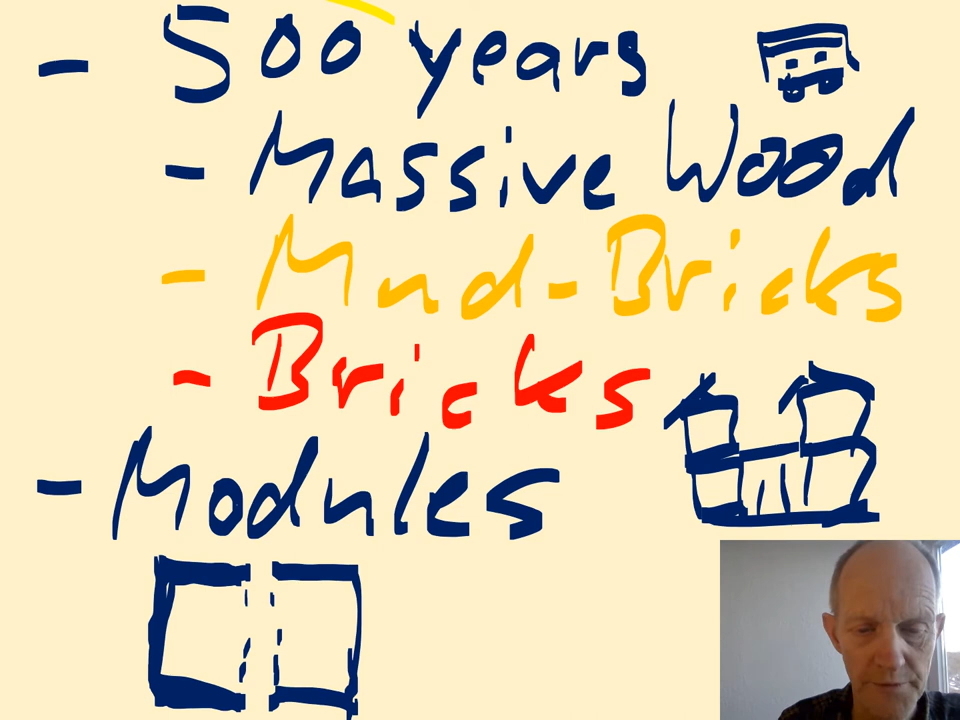 - 500 years
- Massive Wood
- Mud-Bricks
- Bricks
- Modules